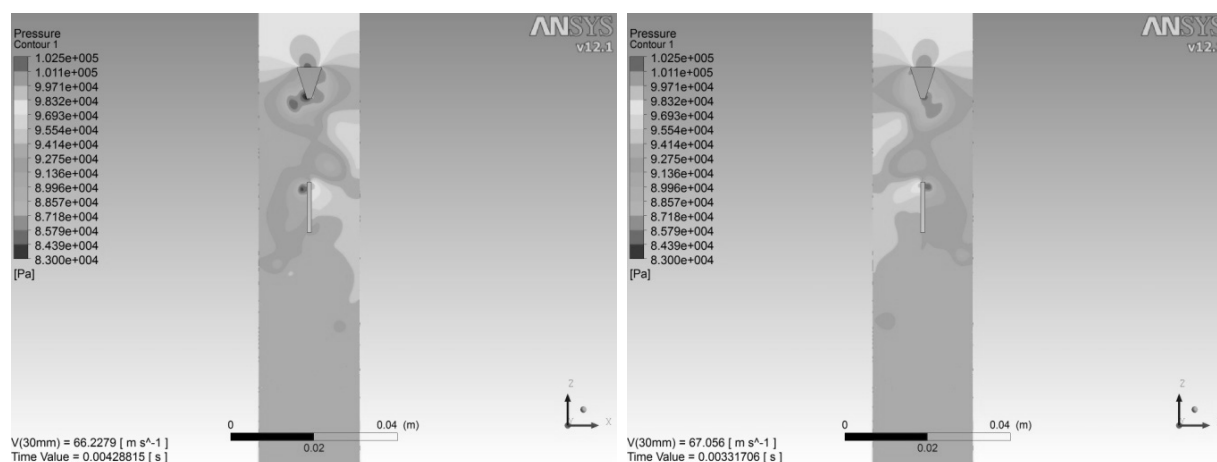 Pressure
Contour 1
1.025e+005
1.011e+005
9.971e+004
9.832e+004
9.693e+004
9.554e+004
9.414e+004
9.275e+004
9.136e+004
8.996e+004
8.857e+004
8.718e+004
8.579e+004
8.439e+004
8.300e+004
[Pa]
ANSYS
v12.1
Z
X
0
0.04 (m)
0.02
V(30mm) = 66.2279 [ m s^-1 ]
Time Value = 0.00428815 [ s ]
Pressure
Contour 1
1.025e+005
1.011e+005
9.971e+004
9.832e+004
9.693e+004
9.554e+004
9.414e+004
9.275e+004
9.136e+004
8.996e+004
8.857e+004
8.718e+004
8.579e+004
8.439e+004
8.300e+004
[Pa]
ANSYS
v12.1
Z
X
0
0.04 (m)
0.02
V(30mm) = 67.056 [ m s^-1 ]
Time Value = 0.00331706 [ s ]